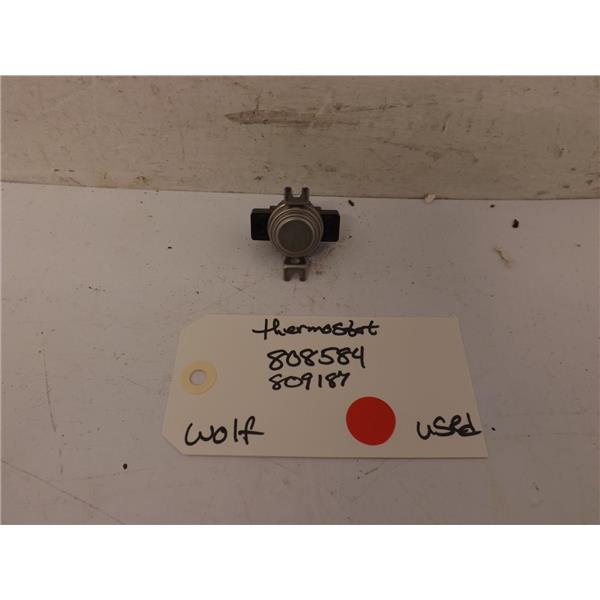 thermostat
808584
809187
Wolf
used